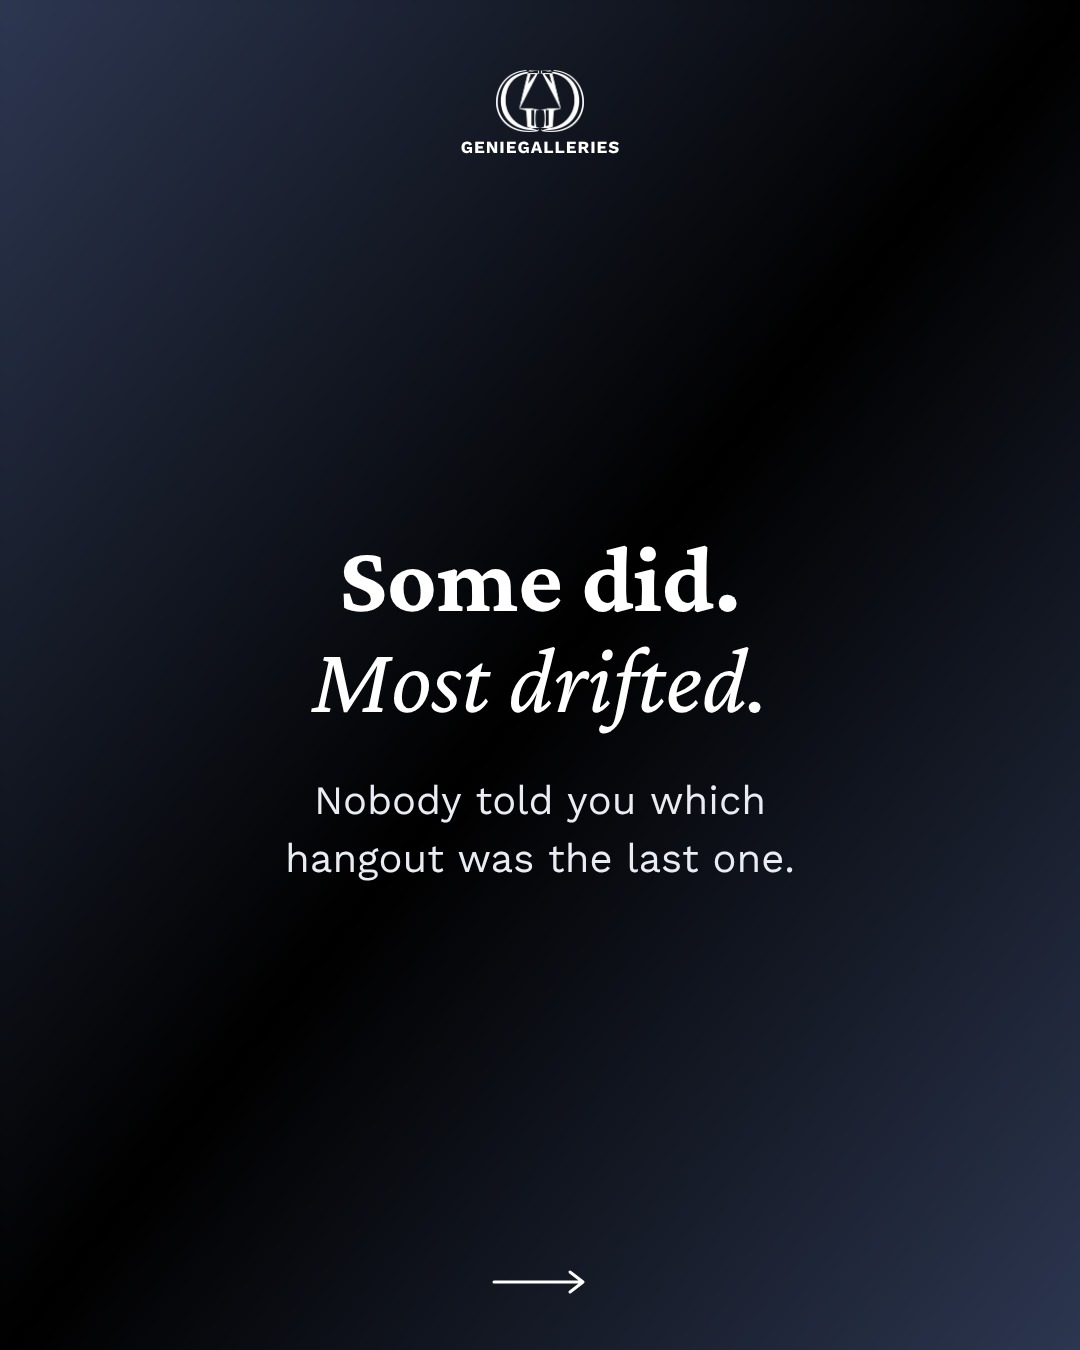 GENIEGALLERIES
Some did.
Most drifted.
Nobody told you which
hangout was the last one.